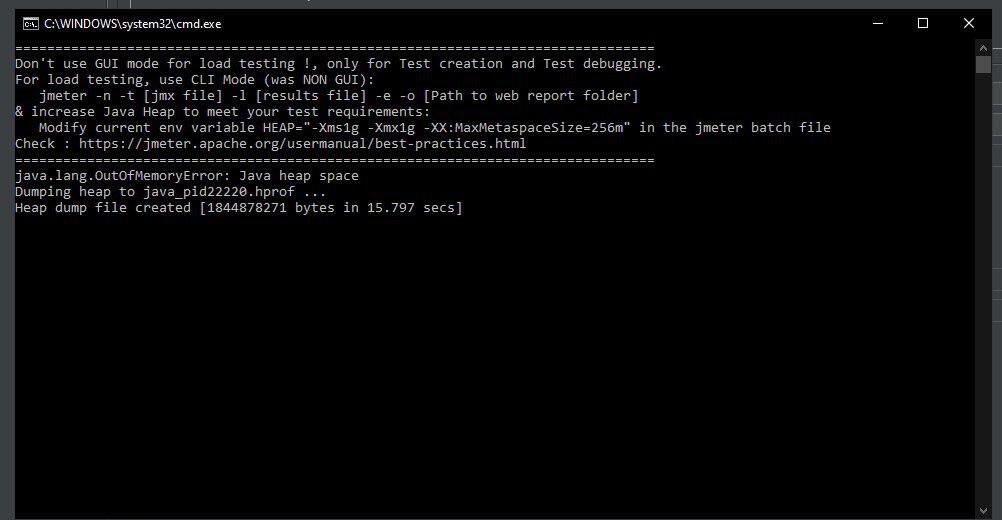 C:\WINDOWS\system32\cmd.exe
================================================================================
Don't use GUI mode for load testing !, only for Test creation and Test debugging.
For load testing, use CLI Mode (was NON GUI):
   jmeter -n -t [jmx file] -l [results file] -e -o [Path to web report folder]
& increase Java Heap to meet your test requirements:
   Modify current env variable HEAP="-Xms1g -Xmx1g -XX:MaxMetaspaceSize=256m" in the jmeter batch file
Check : https://jmeter.apache.org/usermanual/best-practices.html
================================================================================
java.lang.OutOfMemoryError: Java heap space
Dumping heap to java_pid22220.hprof ...
Heap dump file created [1844878271 bytes in 15.797 secs]